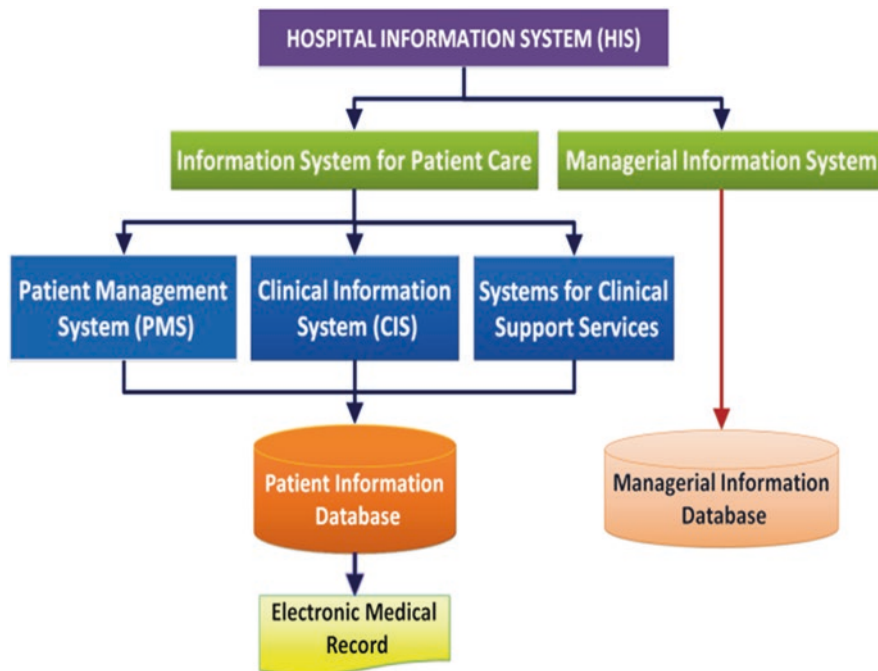 HOSPITAL INFORMATION SYSTEM (HIS)
Information System for Patient Care
Managerial Information System
Patient Management
System (PMS)
Clinical Information
System (CIS)
Systems for Clinical
Support Services
Patient Information
Database
Managerial Information
Database
Electronic Medical
Record